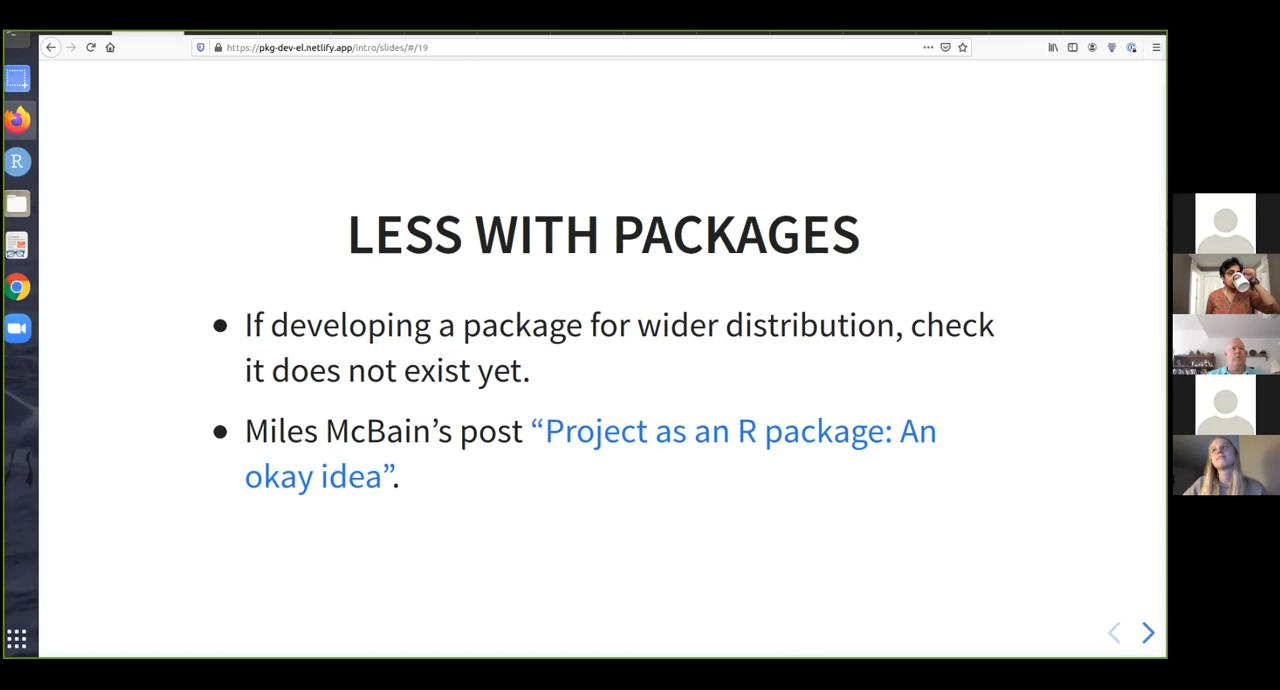 https://pkg-dev-el.netlify.app/intro/slides/#/19
R
LESS WITH PACKAGES
● If developing a package for wider distribution, check
it does not exist yet.
● Miles McBain’s post “Project as an R package: An
okay idea”.